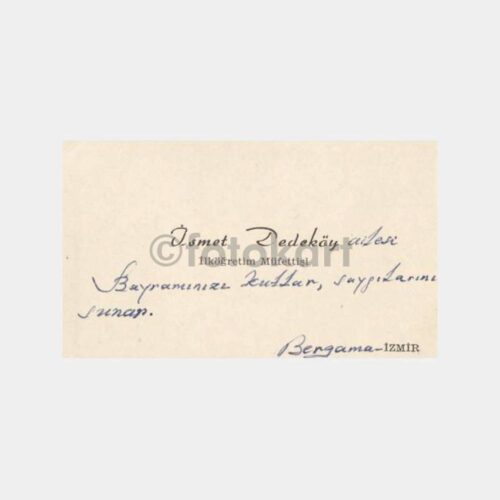 İsmet Dedeköy ailesi
©fotokart
İlköğretim Müfettişi
Bayramınızı kutlar, saygılarını
sunar.
Bergama-İZMİR